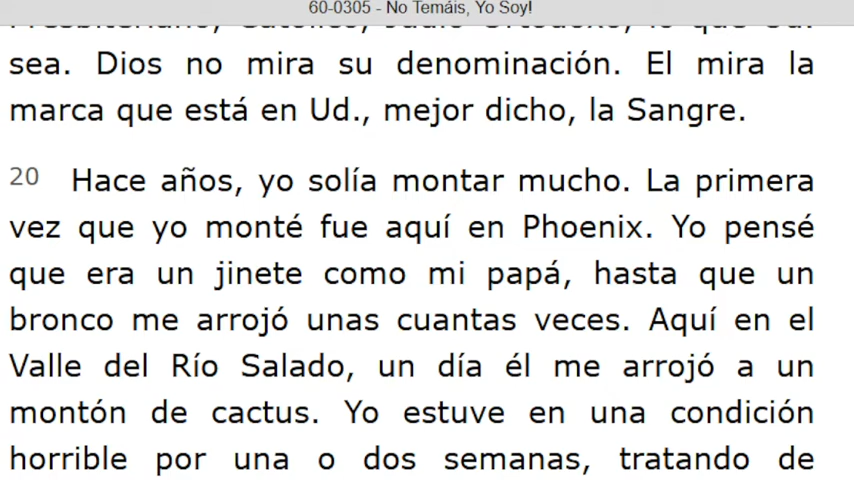 60-0305 - No Temáis, Yo Soy!
sea. Dios no mira su denominación. El mira la
marca que está en Ud., mejor dicho, la Sangre.
20 Hace años, yo solía montar mucho. La primera
vez que yo monté fue aquí en Phoenix. Yo pensé
que era un jinete como mi papá, hasta que un
bronco me arrojó unas cuantas veces. Aquí en el
Valle del Río Salado, un día él me arrojó a un
montón de cactus. Yo estuve en una condición
horrible por una o dos semanas, tratando de